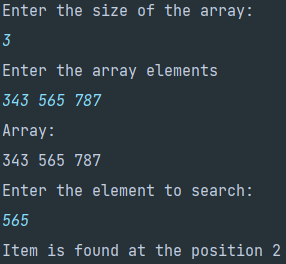 Enter the size of the array:
3
Enter the array elements
343 565 787
Array:
343 565 787
Enter the element to search:
565
Item is found at the position 2